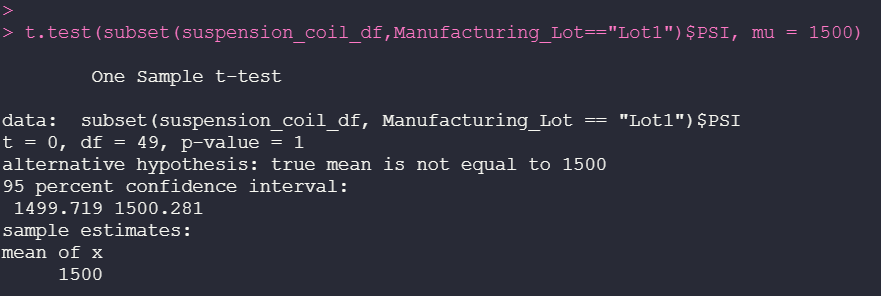 >
> t.test(subset(suspension_coil_df,Manufacturing_Lot=="Lot1")$PSI, mu = 1500)
One Sample t-test
data:  subset(suspension_coil_df, Manufacturing_Lot == "Lot1")$PSI
t = 0, df = 49, p-value = 1
alternative hypothesis: true mean is not equal to 1500
95 percent confidence interval:
1499.719 1500.281
sample estimates:
mean of x
1500